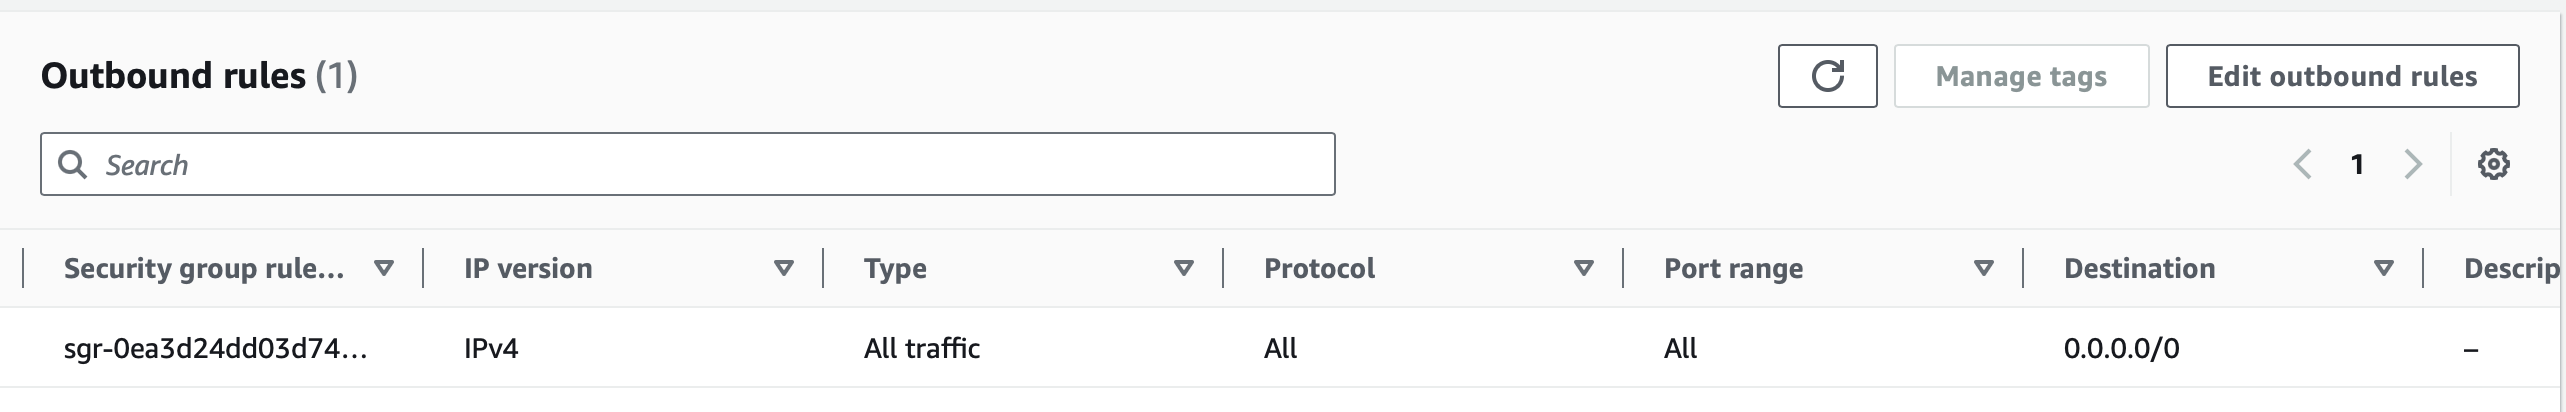 Outbound rules (1)
Manage tags
Edit outbound rules
Search
1
Security group rule... IP version Type Protocol Port range Destination Descrip
sgr-0ea3d24dd03d74... IPv4 All traffic All All 0.0.0.0/0 –